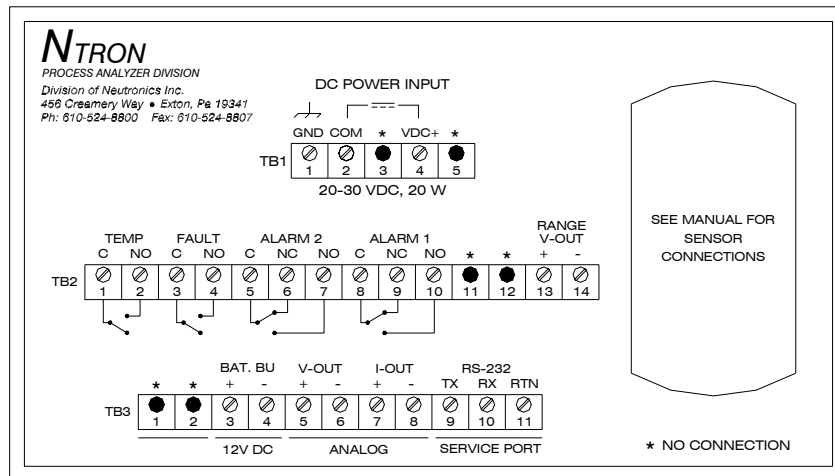 NTRON
PROCESS ANALYZER DIVISION
Division of Neutronics Inc.
456 Creamery Way • Exton, Pa 19341
Ph: 610-524-8800 Fax: 610-524-8807
DC POWER INPUT
GND COM * VDC+ *
TB1
1 2 3 4 5
20-30 VDC, 20 W
TEMP FAULT ALARM 2 ALARM 1 RANGE V-OUT
C NO C NO C NC NO C NC NO * * + -
TB2
1 2 3 4 5 6 7 8 9 10 11 12 13 14
BAT. BU V-OUT I-OUT RS-232
* * + - + - + - TX RX RTN
TB3
1 2 3 4 5 6 7 8 9 10 11
12V DC ANALOG SERVICE PORT
SEE MANUAL FOR
SENSOR
CONNECTIONS
* NO CONNECTION